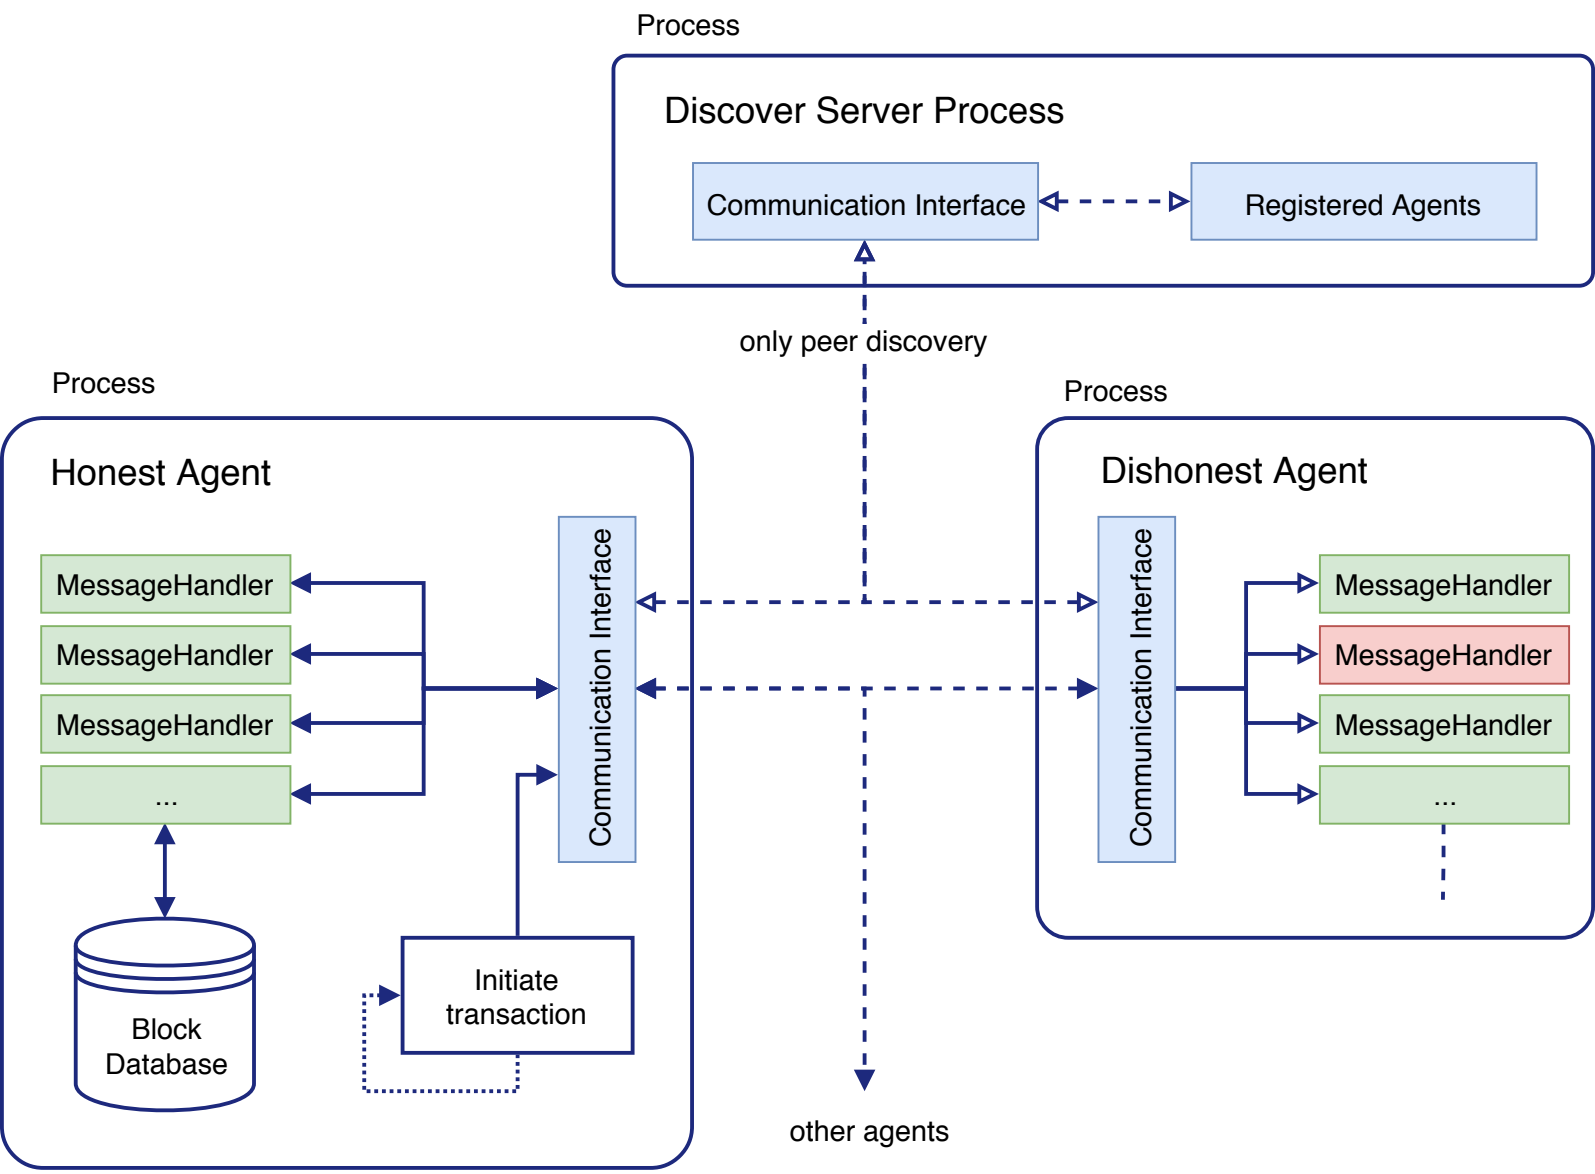 Process
Discover Server Process
Communication Interface
Registered Agents
only peer discovery
Process
Honest Agent
MessageHandler
MessageHandler
MessageHandler
...
Communication Interface
Block
Database
Initiate
transaction
Process
Dishonest Agent
Communication Interface
MessageHandler
MessageHandler
MessageHandler
...
other agents